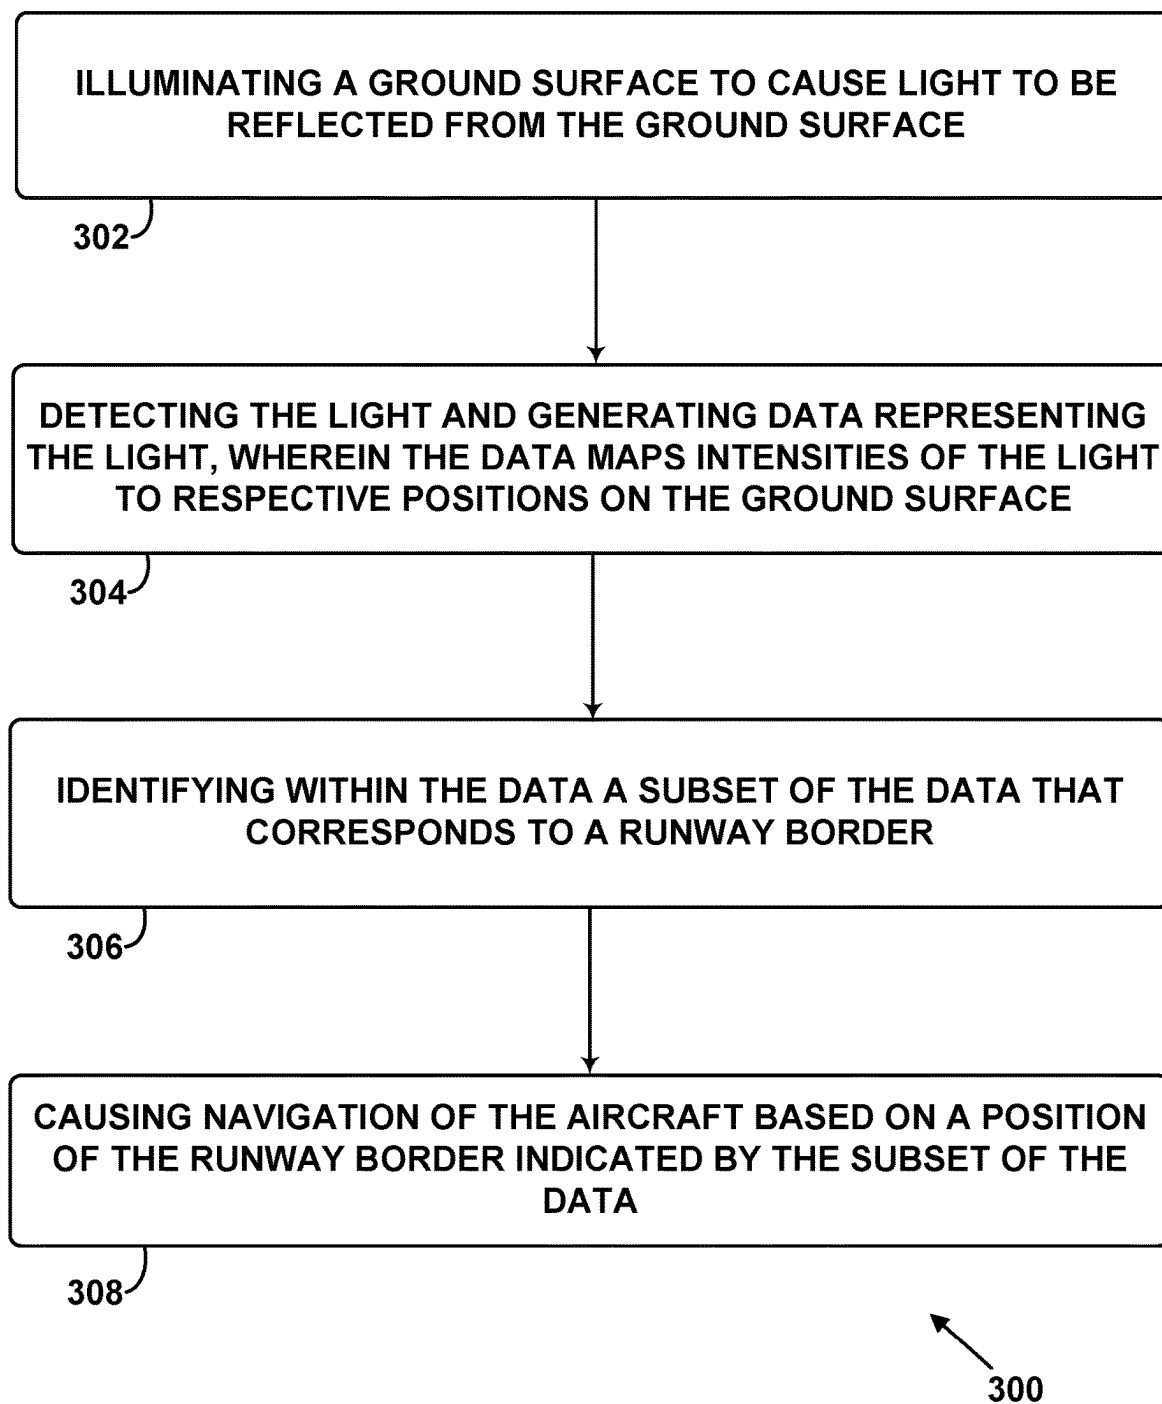 ILLUMINATING A GROUND SURFACE TO CAUSE LIGHT TO BE
REFLECTED FROM THE GROUND SURFACE
302
DETECTING THE LIGHT AND GENERATING DATA REPRESENTING
THE LIGHT, WHEREIN THE DATA MAPS INTENSITIES OF THE LIGHT
TO RESPECTIVE POSITIONS ON THE GROUND SURFACE
304
IDENTIFYING WITHIN THE DATA A SUBSET OF THE DATA THAT
CORRESPONDS TO A RUNWAY BORDER
306
CAUSING NAVIGATION OF THE AIRCRAFT BASED ON A POSITION
OF THE RUNWAY BORDER INDICATED BY THE SUBSET OF THE
DATA
308
300